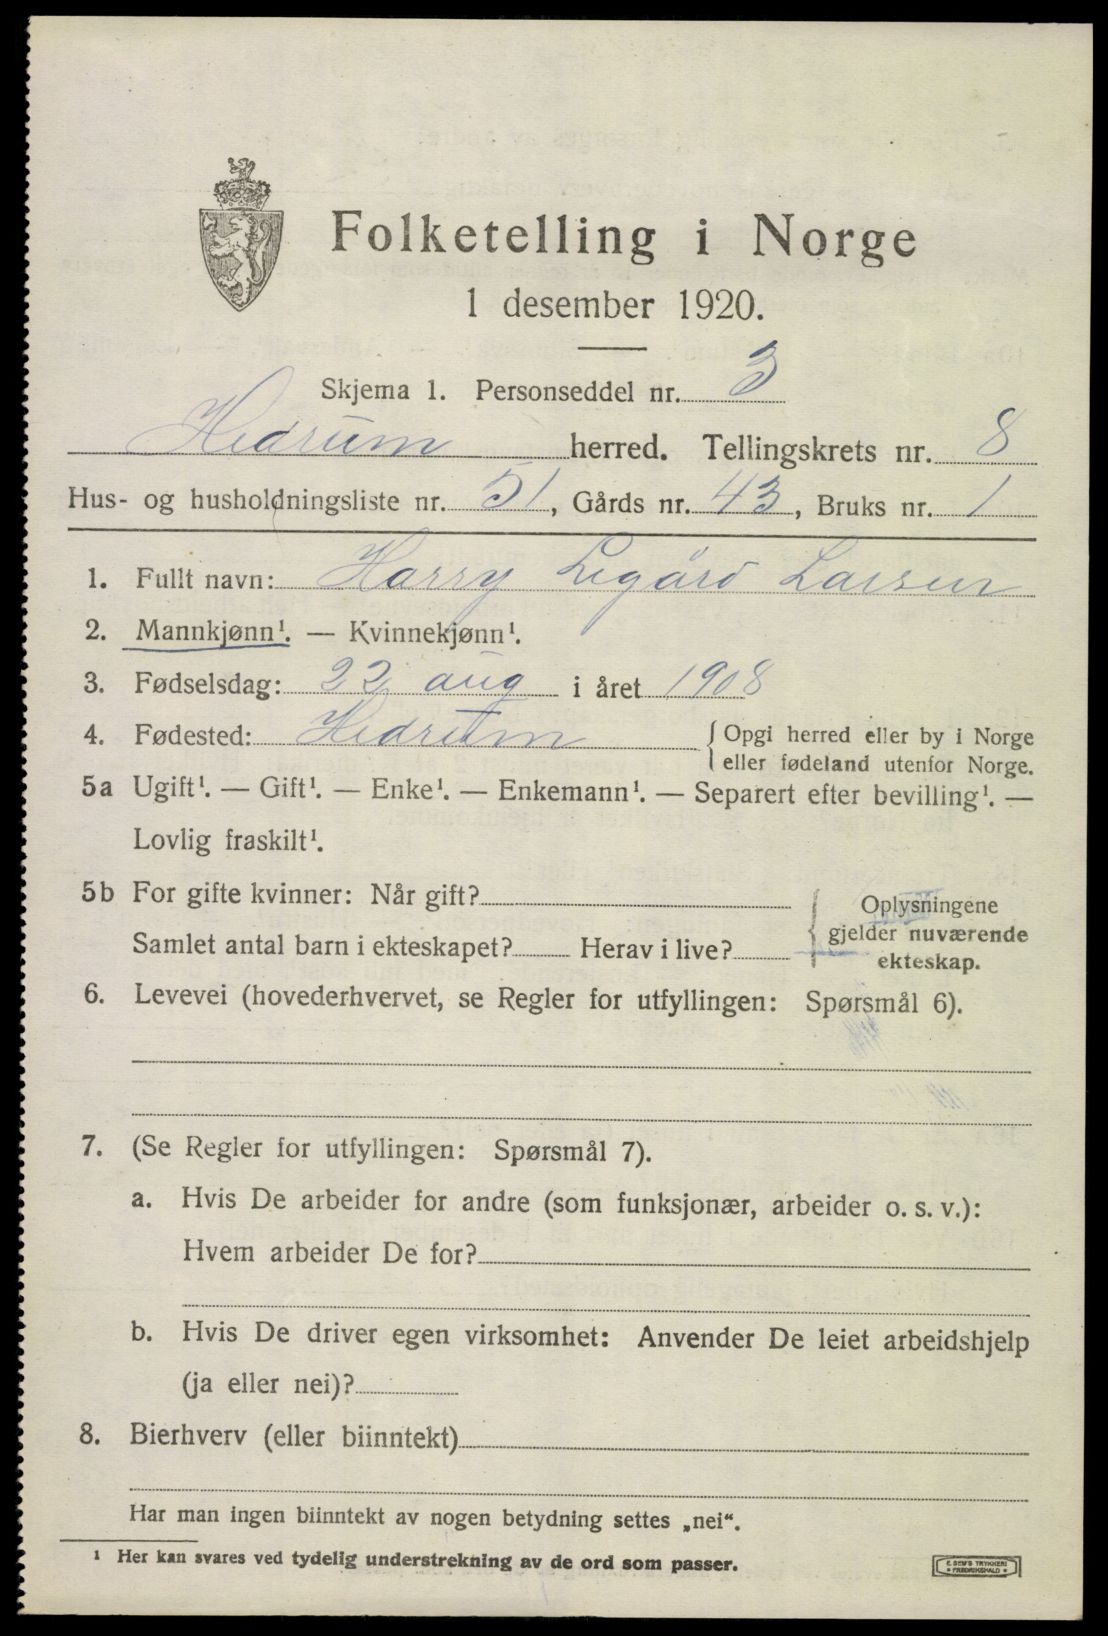 Folketelling i Norge
1 desember 1920.
Skjema 1. Personseddel nr. 3
Hedrum herred. Tellingskrets nr. 8
Hus- og husholdningsliste nr. 51, Gårds nr. 43, Bruks nr. 1
1. Fullt navn: Harry Legård Larsen
2. Mannkjønn¹. — Kvinnekjønn¹.
3. Fødselsdag: 22 aug i året 1908
4. Fødested: Hedrum { Opgi herred eller by i Norge
eller fødeland utenfor Norge.
5a Ugift¹. — Gift¹. — Enke¹. — Enkemann¹. — Separert efter bevilling¹. —
Lovlig fraskilt¹.
5b For gifte kvinner: Når gift?
Samlet antal barn i ekteskapet? Herav i live?
{ Oplysningene
gjelder nuværende
ekteskap.
6. Levevei (hovederhvervet, se Regler for utfyllingen: Spørsmål 6).
7. (Se Regler for utfyllingen: Spørsmål 7).
a. Hvis De arbeider for andre (som funksjonær, arbeider o. s. v.):
Hvem arbeider De for?
b. Hvis De driver egen virksomhet: Anvender De leiet arbeidshjelp
(ja eller nei)?
8. Bierhverv (eller biinntekt)
Har man ingen biinntekt av nogen betydning settes „nei“.
¹ Her kan svares ved tydelig understrekning av de ord som passer.
E. SEM'S TRYKKERI
• FREDRIKSHALD •